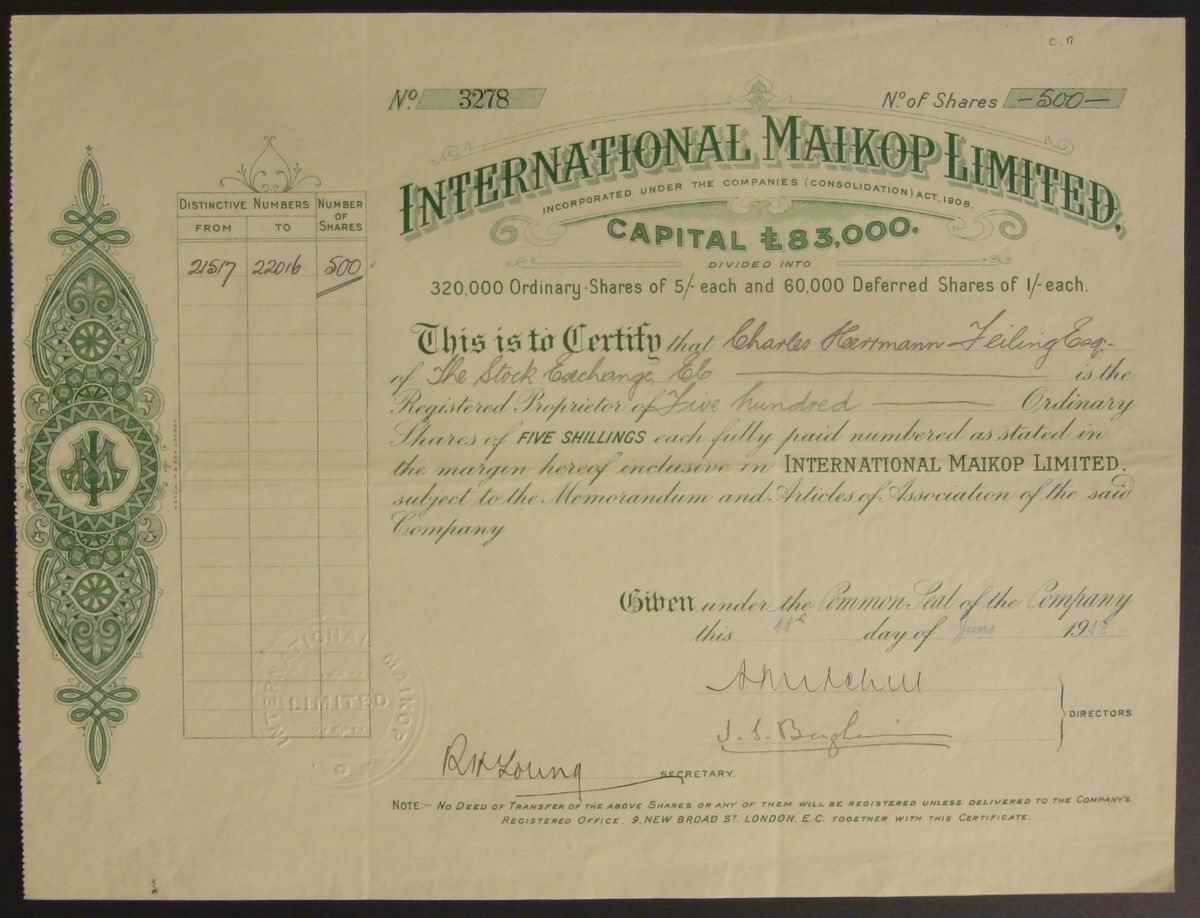 No. 3278
No. of Shares -500-
INTERNATIONAL MAIKOP LIMITED.
INCORPORATED UNDER THE COMPANIES (CONSOLIDATION) ACT, 1908.
CAPITAL £83,000.
DIVIDED INTO
320,000 Ordinary Shares of 5/- each and 60,000 Deferred Shares of 1/- each.
DISTINCTIVE NUMBERS NUMBER OF SHARES
FROM TO
21517 22016 500
This is to Certify that Charles Herrmann Feiling Esq.
of The Stock Exchange, EC is the
Registered Proprietor of Five hundred Ordinary
Shares of FIVE SHILLINGS each fully paid numbered as stated in
the margin hereof inclusive in INTERNATIONAL MAIKOP LIMITED.
subject to the Memorandum and Articles of Association of the said
Company
Given under the Common Seal of the Company
this day of June 19
A Mitchell
DIRECTORS
R H Young
SECRETARY.
INTERNATIONAL MAIKOP
LIMITED
NOTE:- NO DEED OF TRANSFER OF THE ABOVE SHARES OR ANY OF THEM WILL BE REGISTERED UNLESS DELIVERED TO THE COMPANY'S
REGISTERED OFFICE. 9, NEW BROAD ST. LONDON. E.C. TOGETHER WITH THIS CERTIFICATE.